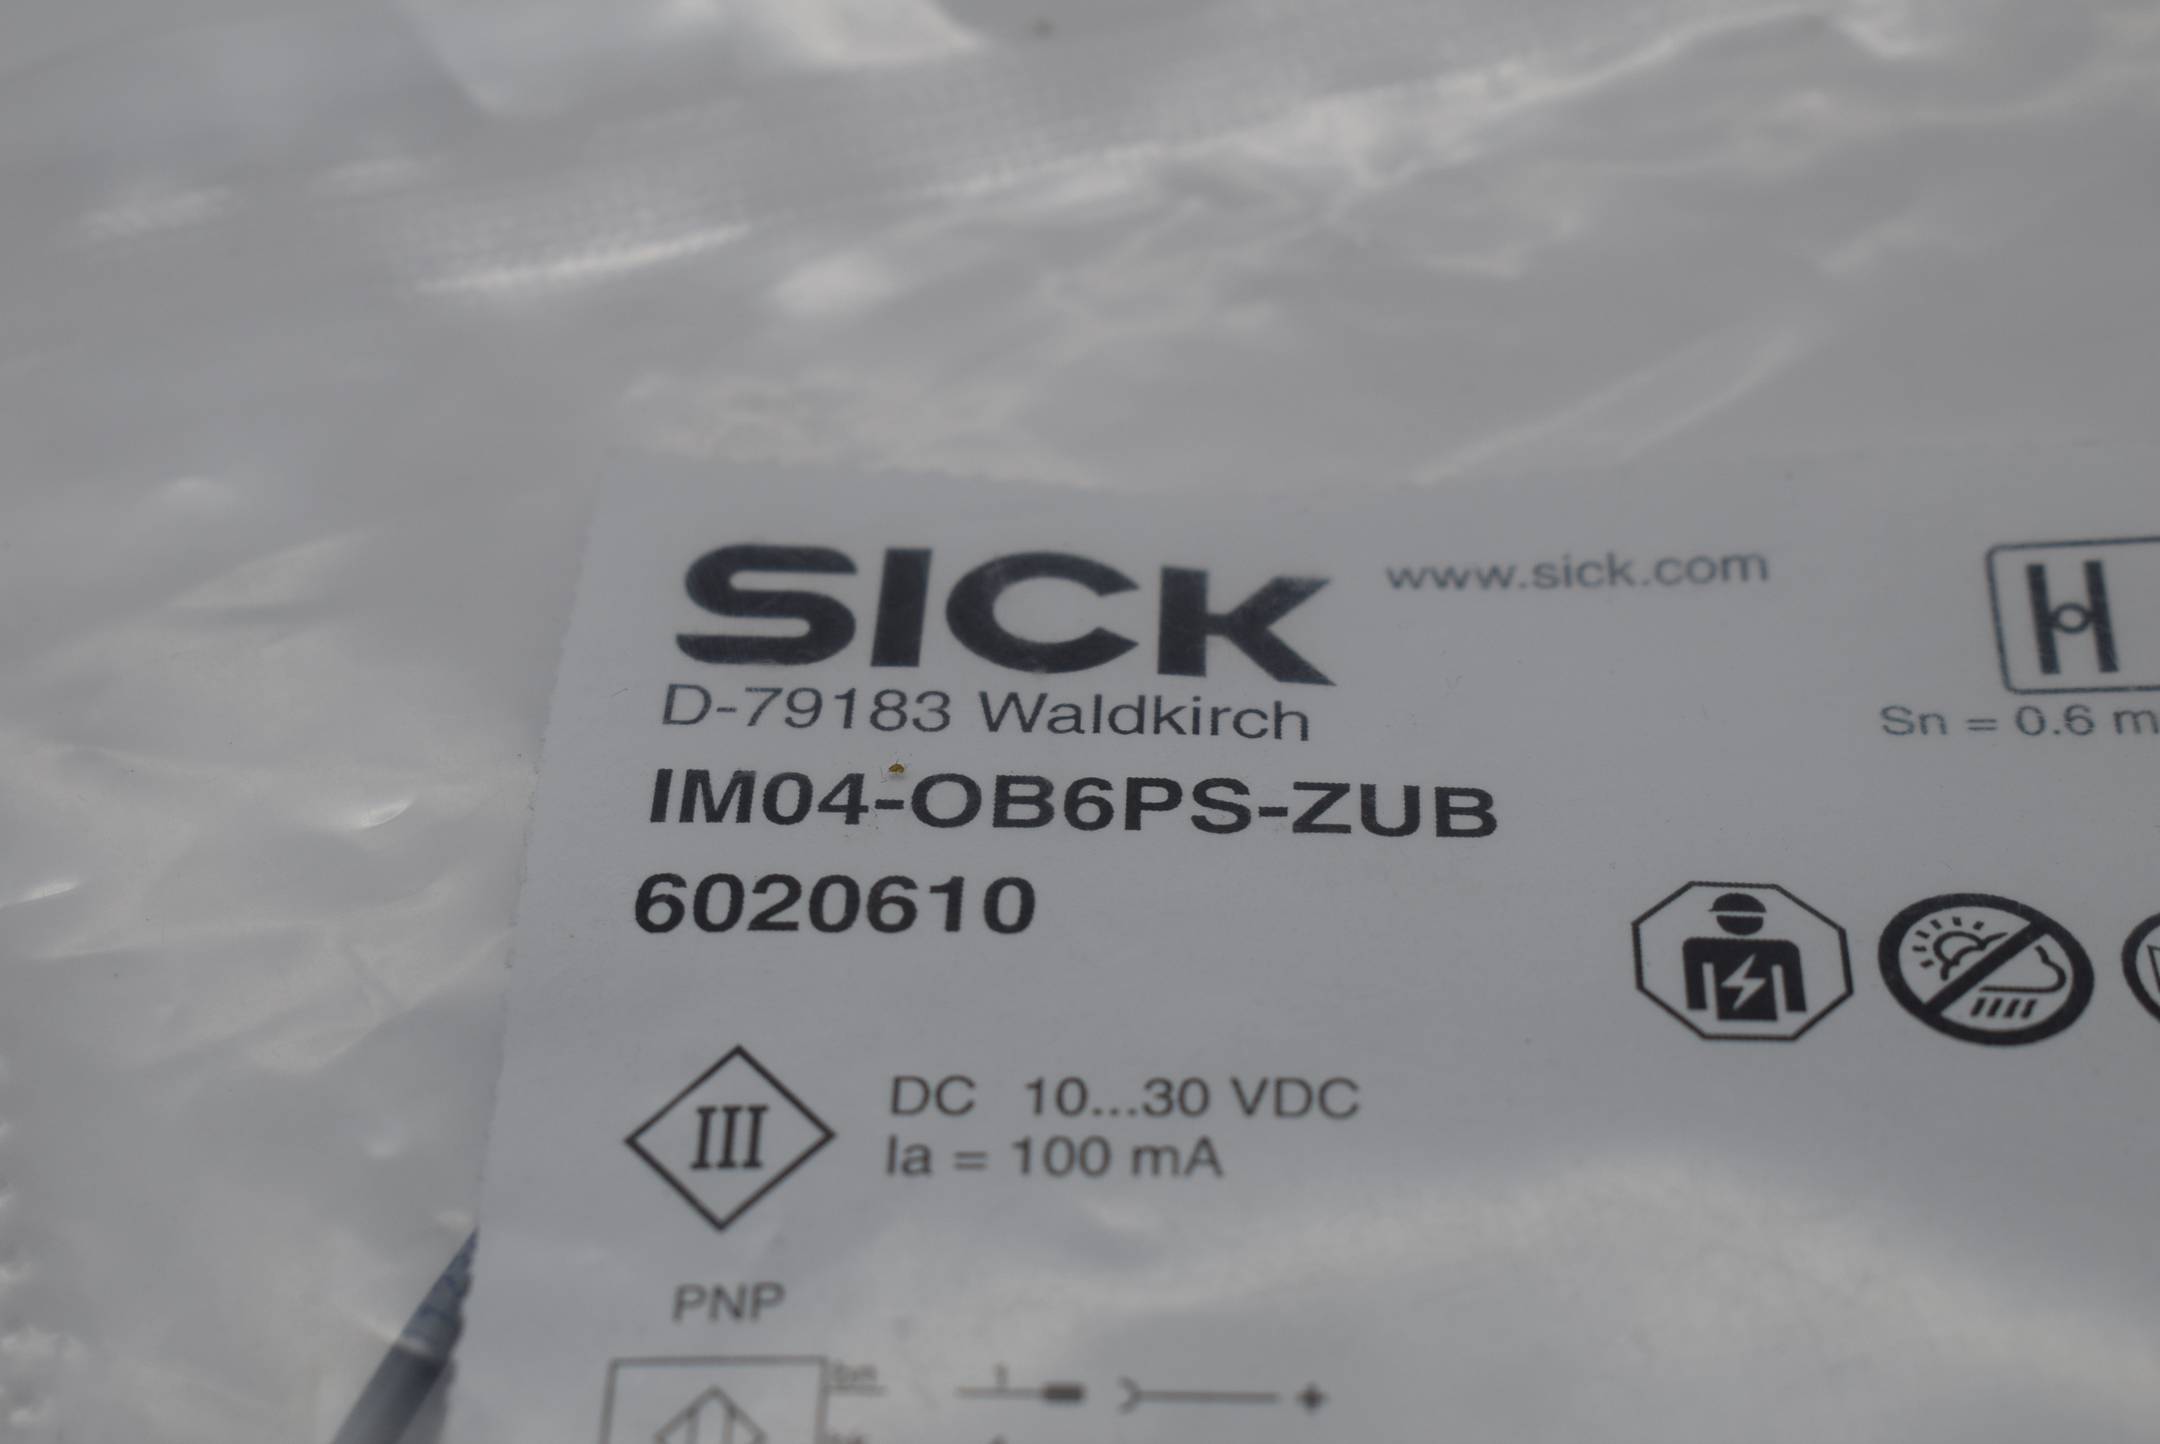 SICK www.sick.com
D-79183 Waldkirch
Sn = 0.6 m
IM04-OB6PS-ZUB
6020610
III
DC 10...30 VDC
Ia = 100 mA
PNP
1
+